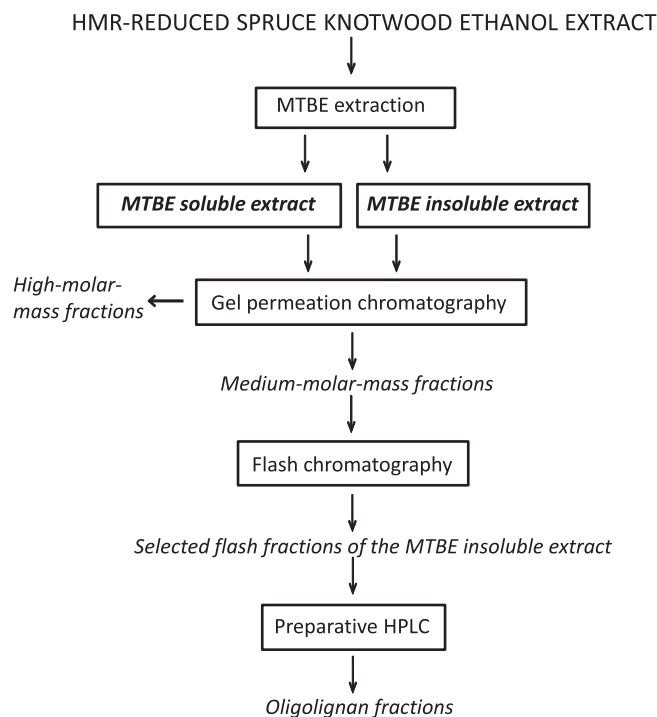 HMR-REDUCED SPRUCE KNOTWOOD ETHANOL EXTRACT
MTBE extraction
MTBE soluble extract
MTBE insoluble extract
High-molar-
mass fractions
Gel permeation chromatography
Medium-molar-mass fractions
Flash chromatography
Selected flash fractions of the MTBE insoluble extract
Preparative HPLC
Oligolignan fractions